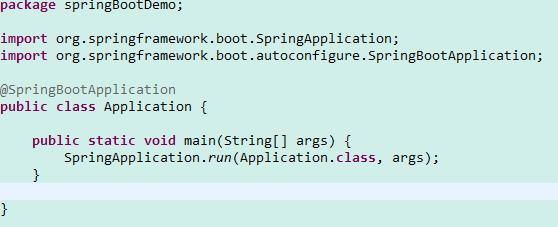 package springBootDemo;
import org.springframework.boot.SpringApplication;
import org.springframework.boot.autoconfigure.SpringBootApplication;
@SpringBootApplication
public class Application {
public static void main(String[] args) {
SpringApplication.run(Application.class, args);
}
}